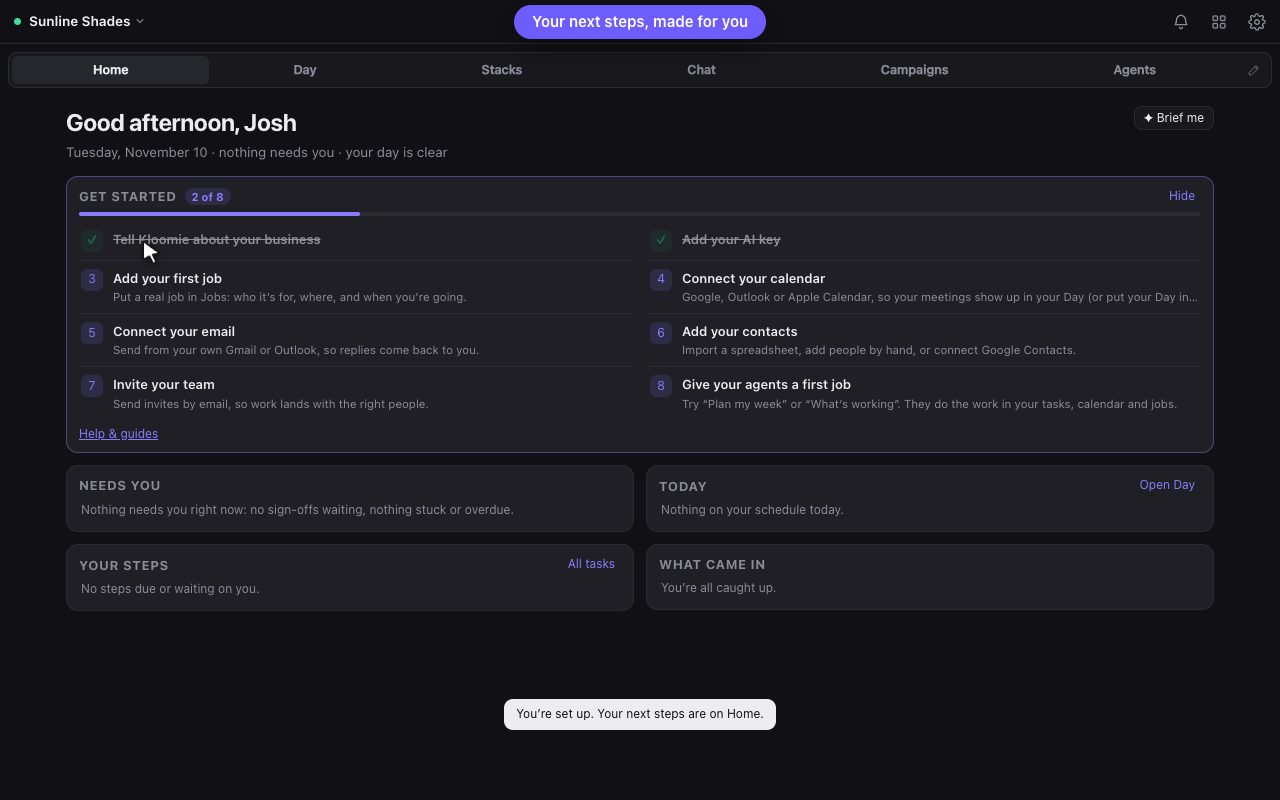 Sunline Shades
Your next steps, made for you
Home
Day
Stacks
Chat
Campaigns
Agents
Good afternoon, Josh
✦ Brief me
Tuesday, November 10 · nothing needs you · your day is clear
GET STARTED
2 of 8
Hide
Tell Kloomie about your business
Add your AI key
3
Add your first job
Put a real job in Jobs: who it's for, where, and when you're going.
4
Connect your calendar
Google, Outlook or Apple Calendar, so your meetings show up in your Day (or put your Day in...
5
Connect your email
Send from your own Gmail or Outlook, so replies come back to you.
6
Add your contacts
Import a spreadsheet, add people by hand, or connect Google Contacts.
7
Invite your team
Send invites by email, so work lands with the right people.
8
Give your agents a first job
Try “Plan my week” or “What’s working”. They do the work in your tasks, calendar and jobs.
Help & guides
NEEDS YOU
Nothing needs you right now: no sign-offs waiting, nothing stuck or overdue.
TODAY
Open Day
Nothing on your schedule today.
YOUR STEPS
All tasks
No steps due or waiting on you.
WHAT CAME IN
You’re all caught up.
You’re set up. Your next steps are on Home.